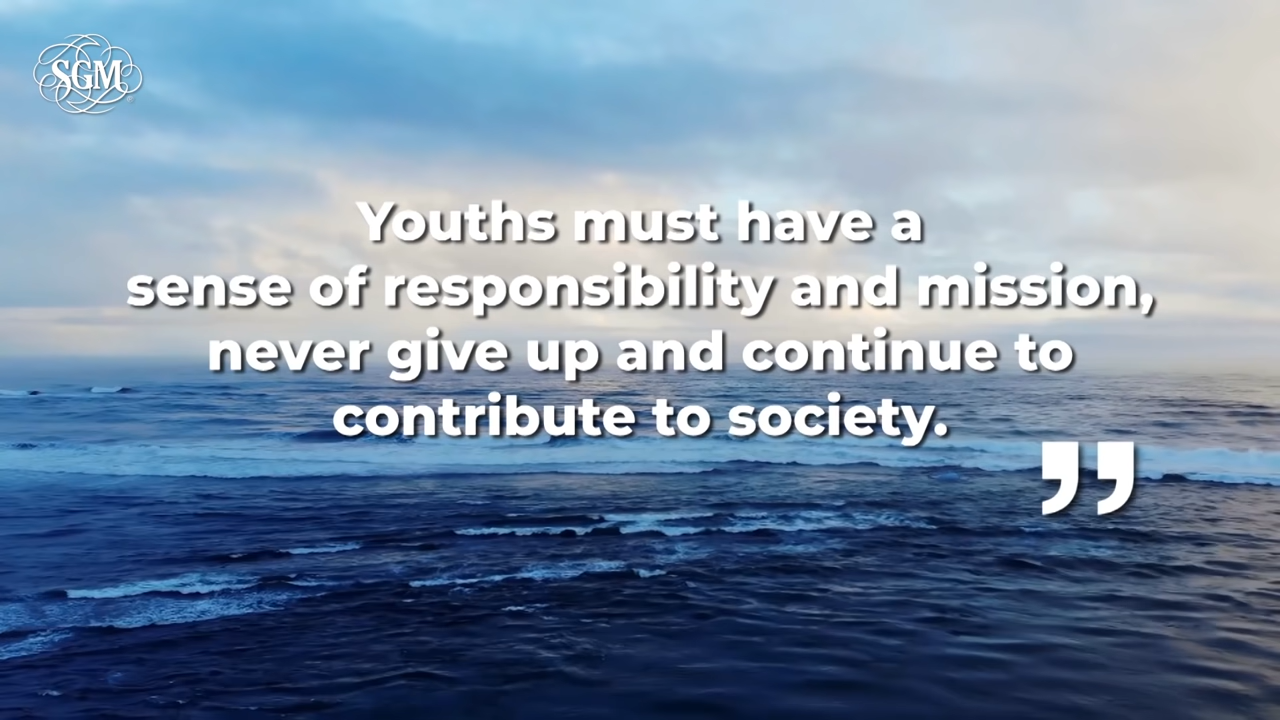 SGM
Youths must have a
sense of responsibility and mission,
never give up and continue to
contribute to society.
”